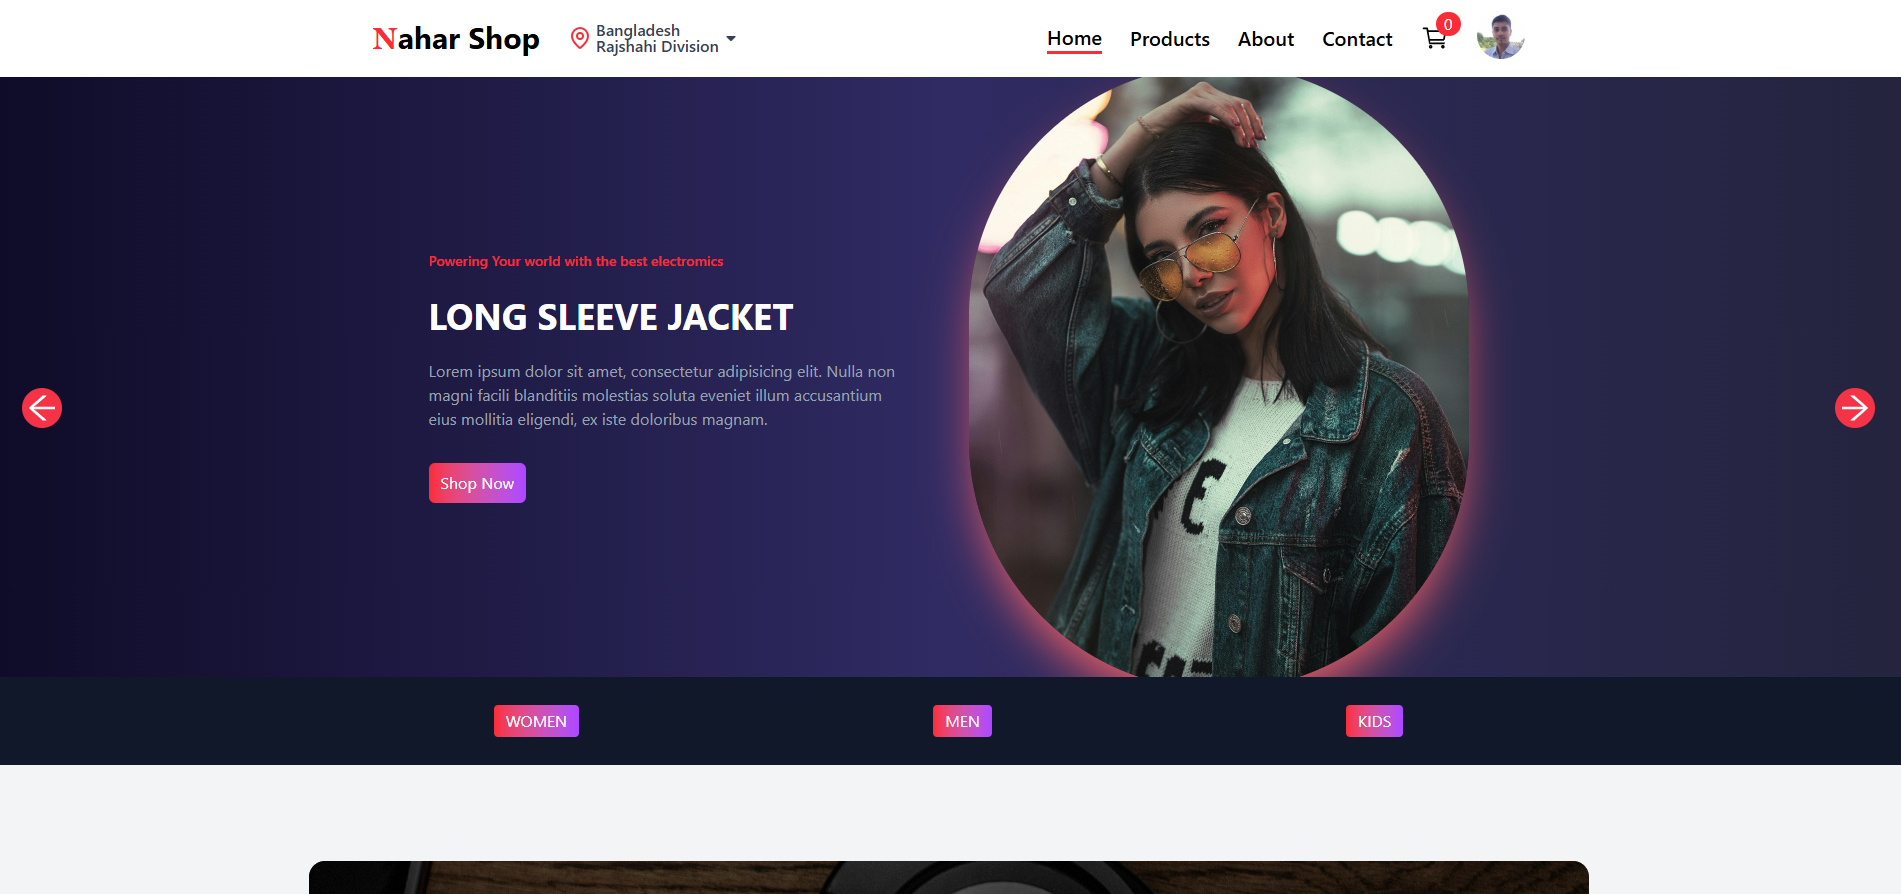 Nahar Shop
Bangladesh
Rajshahi Division
Home
Products
About
Contact
0
Powering Your world with the best electromics
LONG SLEEVE JACKET
Lorem ipsum dolor sit amet, consectetur adipisicing elit. Nulla non
magni facili blanditiis molestias soluta eveniet illum accusantium
eius mollitia eligendi, ex iste doloribus magnam.
Shop Now
WOMEN
MEN
KIDS